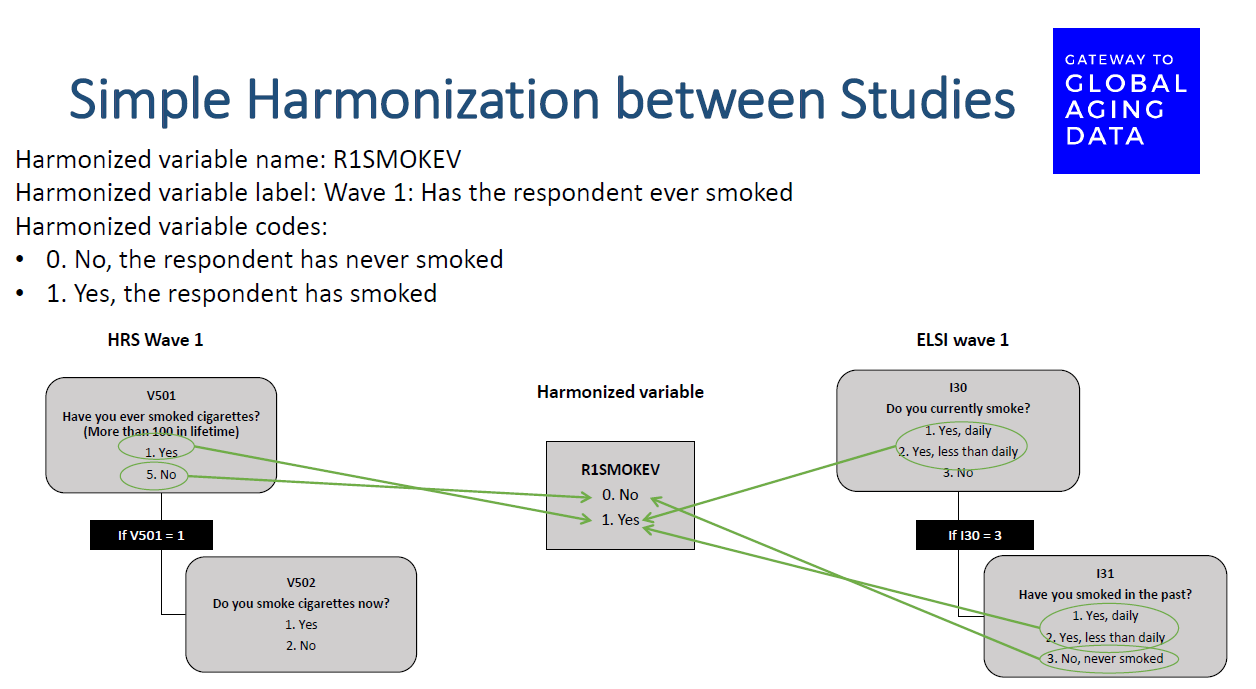 Simple Harmonization between Studies
GATEWAY TO
GLOBAL
AGING
DATA
Harmonized variable name: R1SMOKEV
Harmonized variable label: Wave 1: Has the respondent ever smoked
Harmonized variable codes:
• 0. No, the respondent has never smoked
• 1. Yes, the respondent has smoked
HRS Wave 1
V501
Have you ever smoked cigarettes?
(More than 100 in lifetime)
1. Yes
5. No
If V501 = 1
V502
Do you smoke cigarettes now?
1. Yes
2. No
Harmonized variable
R1SMOKEV
0. No
1. Yes
ELSI wave 1
I30
Do you currently smoke?
1. Yes, daily
2. Yes, less than daily
3. No
If I30 = 3
I31
Have you smoked in the past?
1. Yes, daily
2. Yes, less than daily
3. No, never smoked